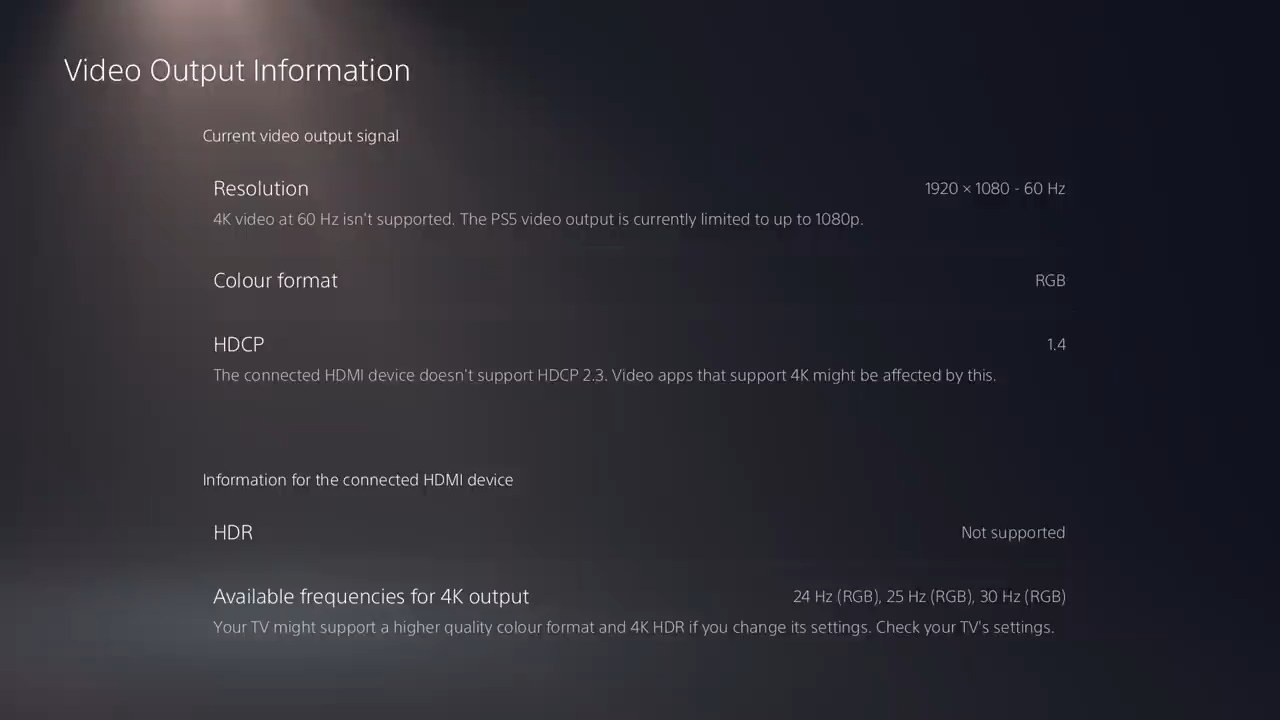 Video Output Information
Current video output signal
Resolution
1920 × 1080 - 60 Hz
4K video at 60 Hz isn't supported. The PS5 video output is currently limited to up to 1080p.
Colour format
RGB
HDCP
1.4
The connected HDMI device doesn't support HDCP 2.3. Video apps that support 4K might be affected by this.
Information for the connected HDMI device
HDR
Not supported
Available frequencies for 4K output
24 Hz (RGB), 25 Hz (RGB), 30 Hz (RGB)
Your TV might support a higher quality colour format and 4K HDR if you change its settings. Check your TV's settings.